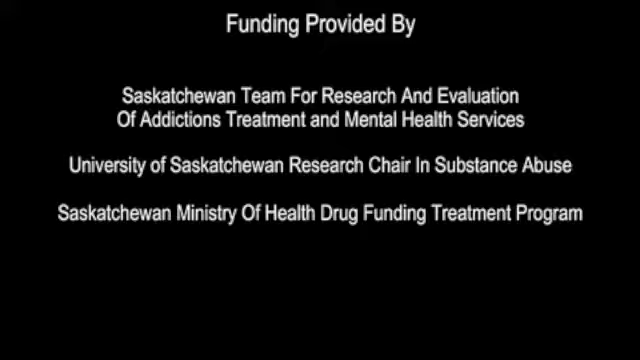 Funding Provided By
Saskatchewan Team For Research And Evaluation
Of Addictions Treatment and Mental Health Services
University of Saskatchewan Research Chair In Substance Abuse
Saskatchewan Ministry Of Health Drug Funding Treatment Program